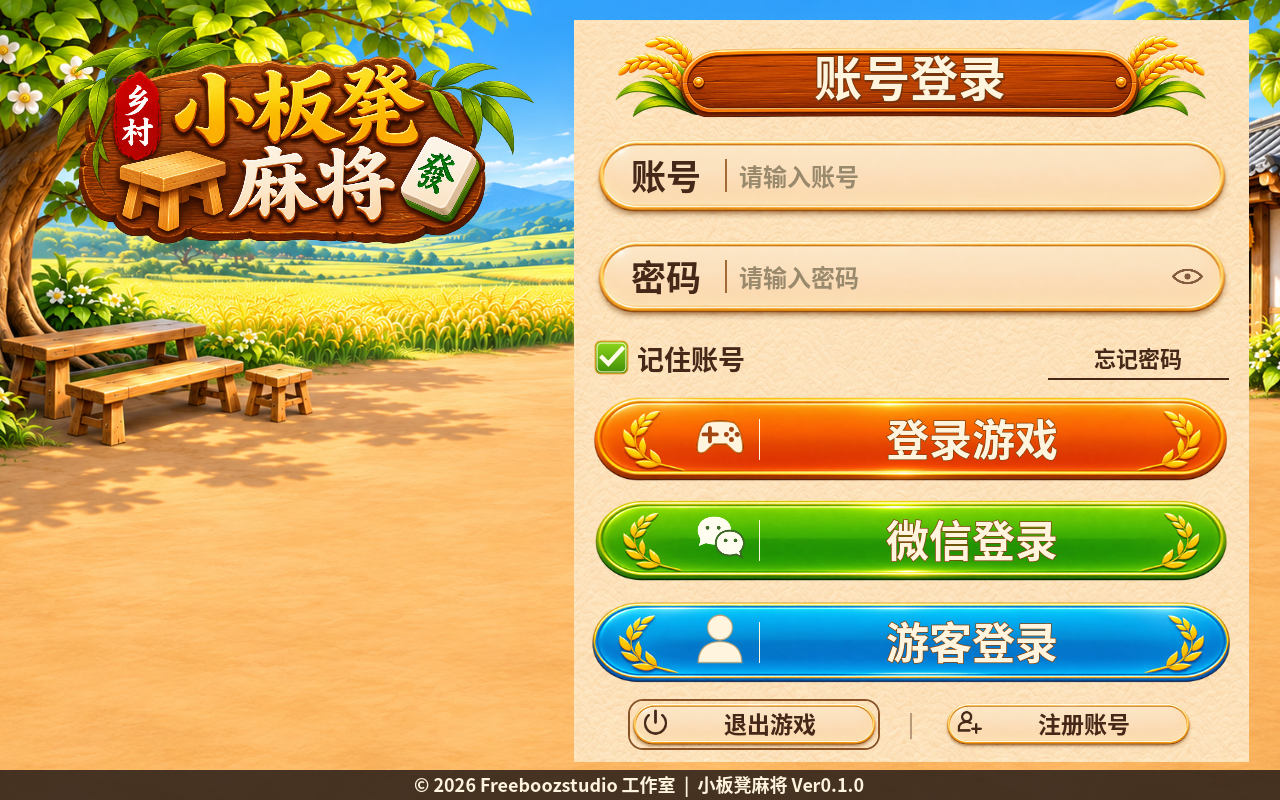 乡村
小板凳
麻将
發
账号登录
账号 请输入账号
密码 请输入密码
记住账号 忘记密码
登录游戏
微信登录
游客登录
退出游戏 注册账号
© 2026 Freeboozstudio 工作室 | 小板凳麻将 Ver0.1.0